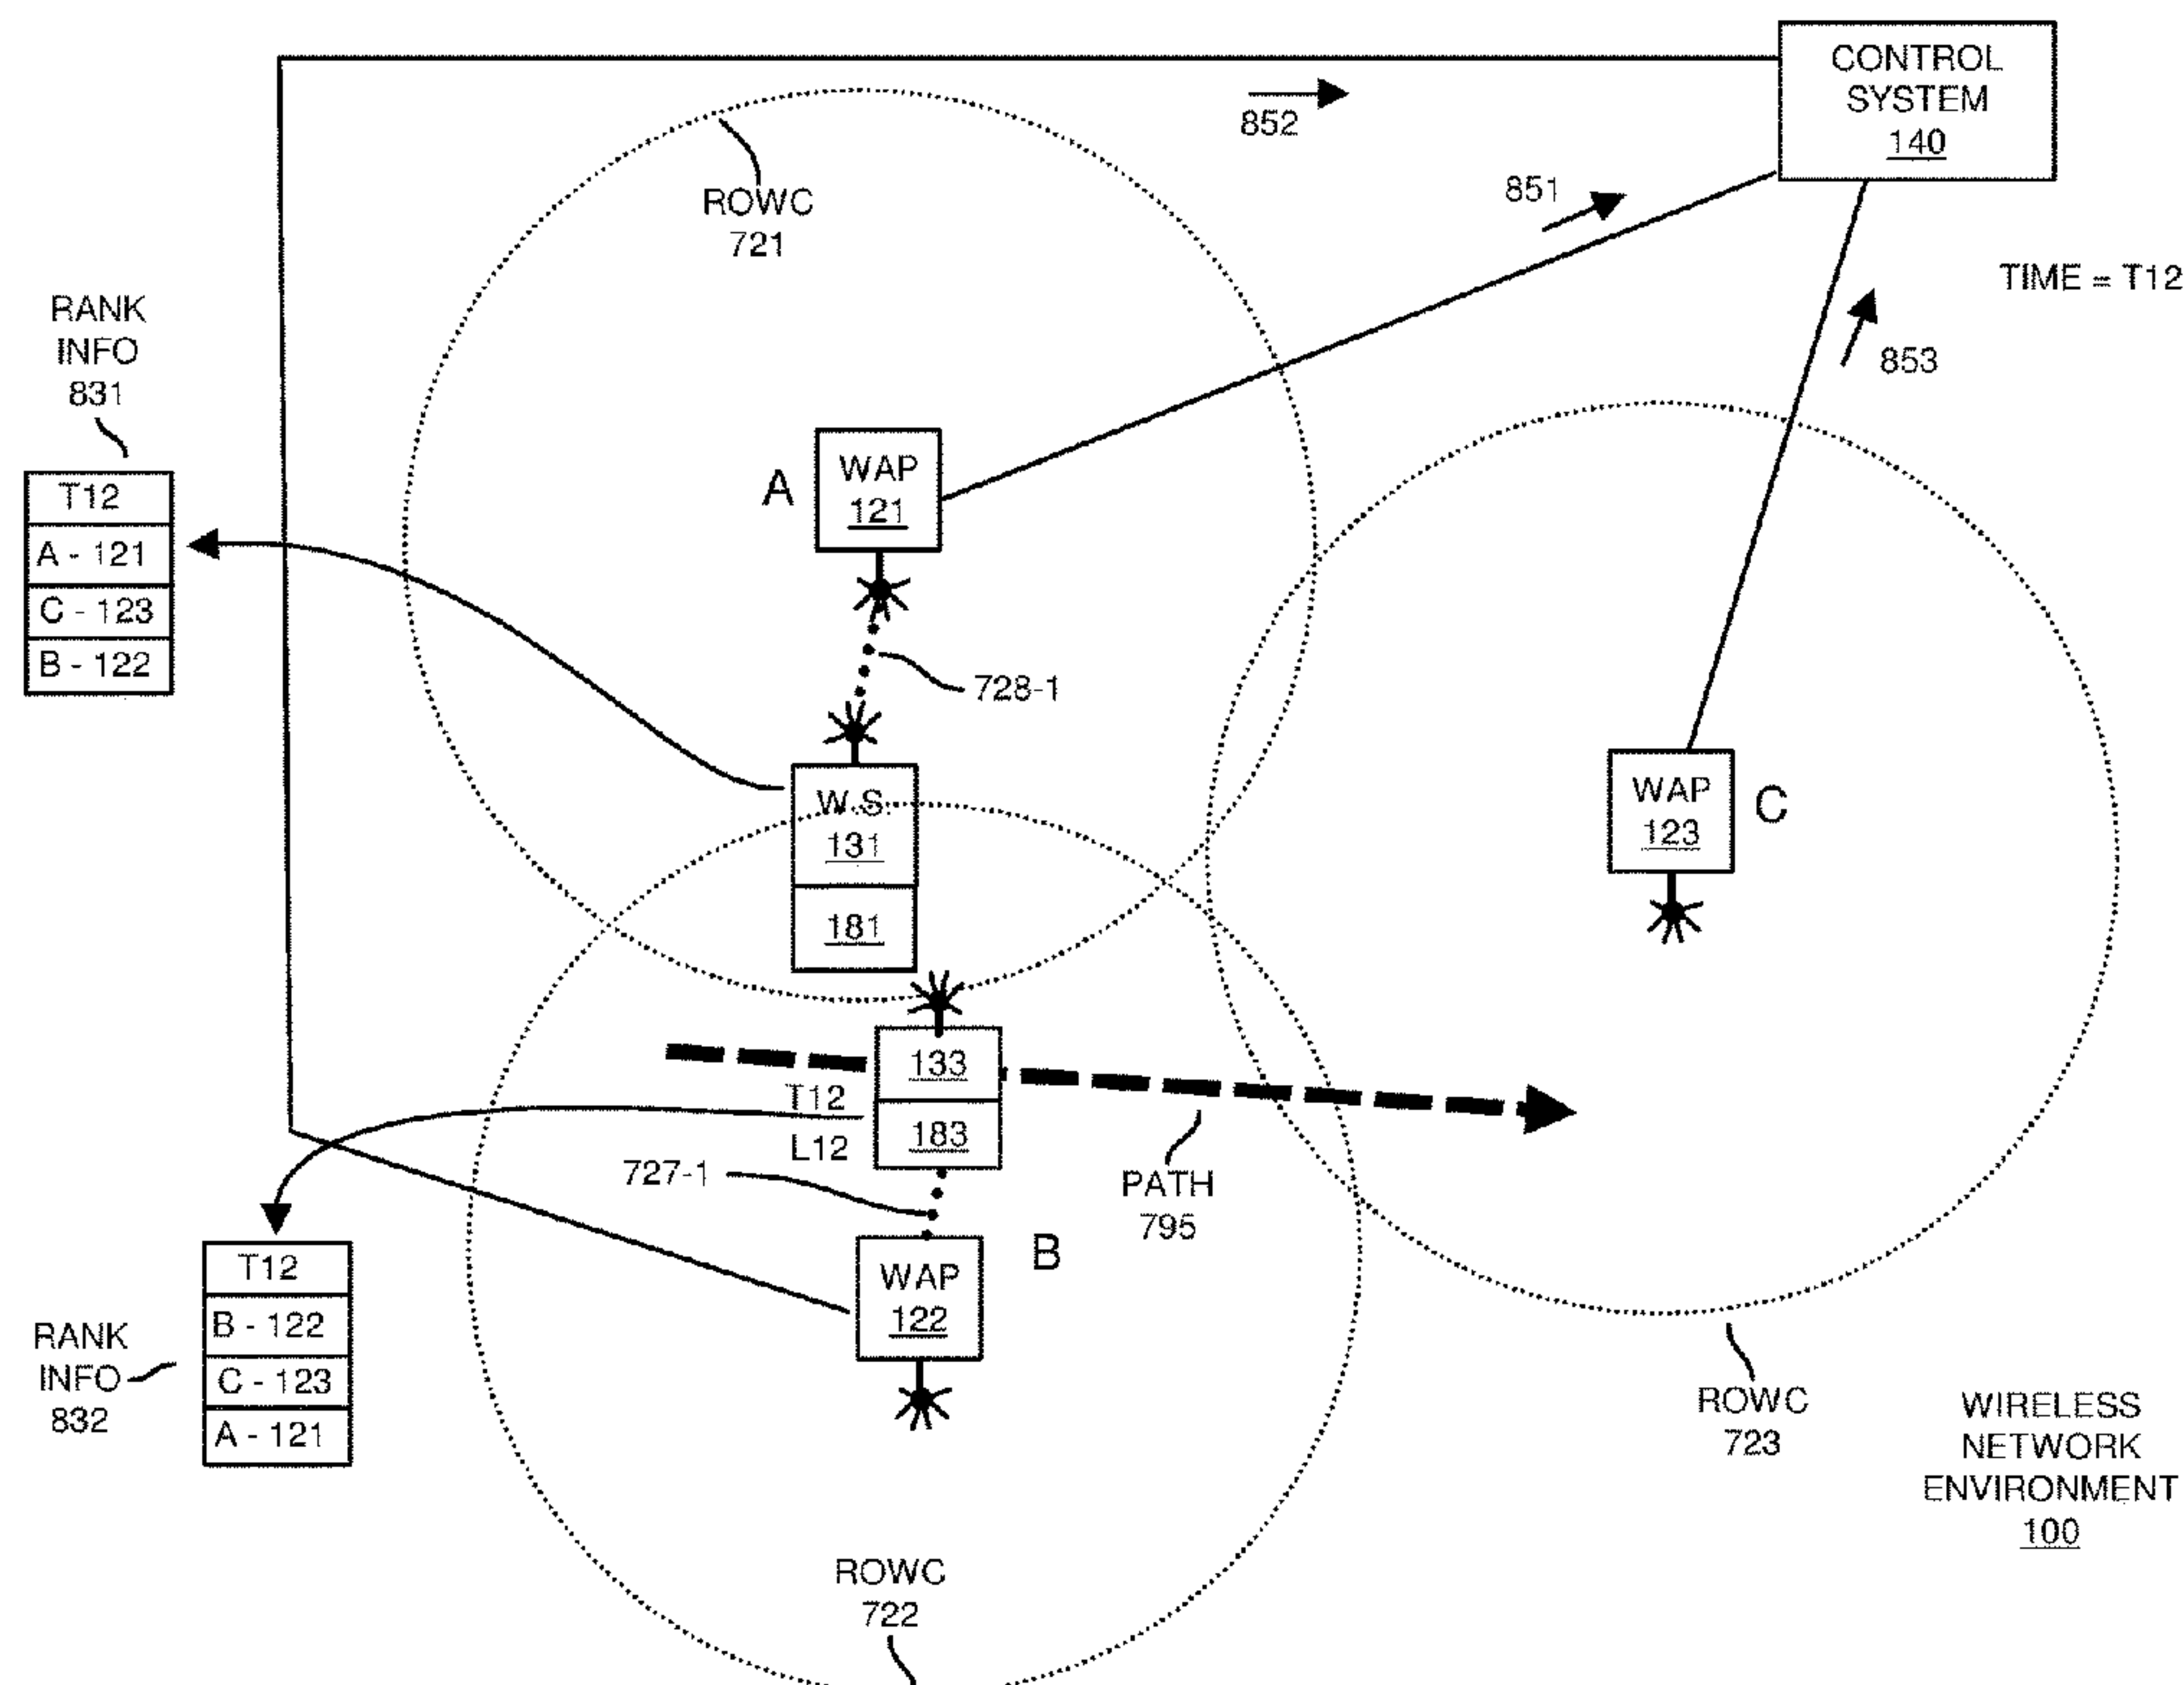 CONTROL
SYSTEM
140
852
851
ROWC
721
TIME = T12
RANK
INFO
831
853
T12
A - 121
C - 123
B - 122
A
WAP
121
728-1
W.S.
131
181
WAP
123
C
133
T12
183
L12
727-1
PATH
795
B
WAP
122
T12
B - 122
C - 123
A - 121
RANK
INFO
832
ROWC
723
WIRELESS
NETWORK
ENVIRONMENT
100
ROWC
722